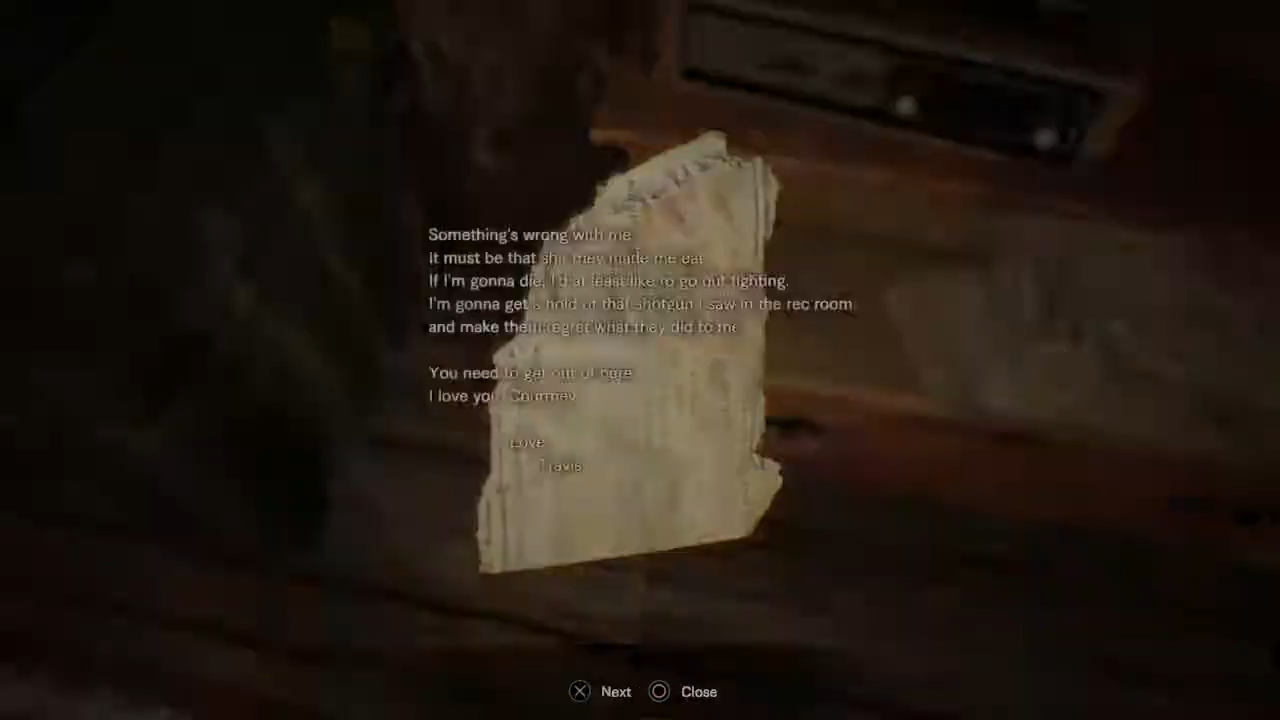 Something's wrong with me
It must be that shit they made me eat
If I'm gonna die, I'd at least like to go out fighting.
I'm gonna get a hold of that shotgun I saw in the rec room
and make them regret what they did to me
You need to get out of here
I love you, Courtney
Love
Travis
Next
Close